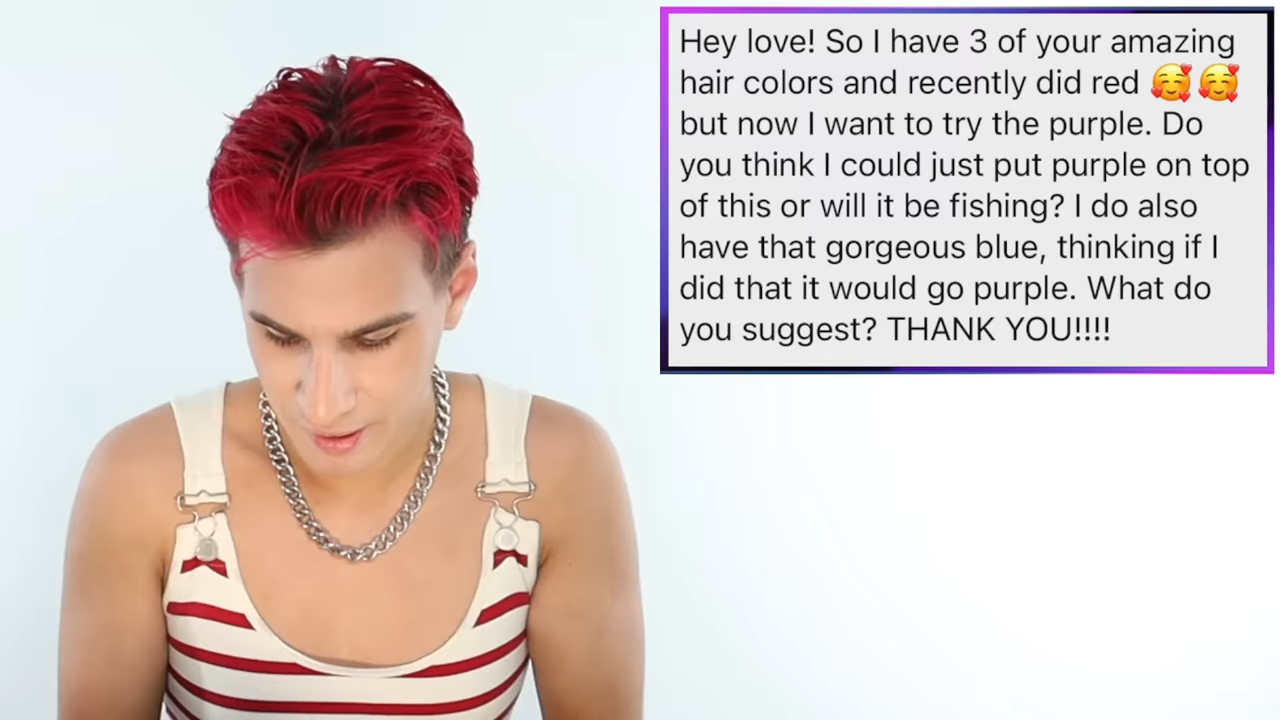 Hey love! So I have 3 of your amazing
hair colors and recently did red 🥰🥰
but now I want to try the purple. Do
you think I could just put purple on top
of this or will it be fishing? I do also
have that gorgeous blue, thinking if I
did that it would go purple. What do
you suggest? THANK YOU!!!!